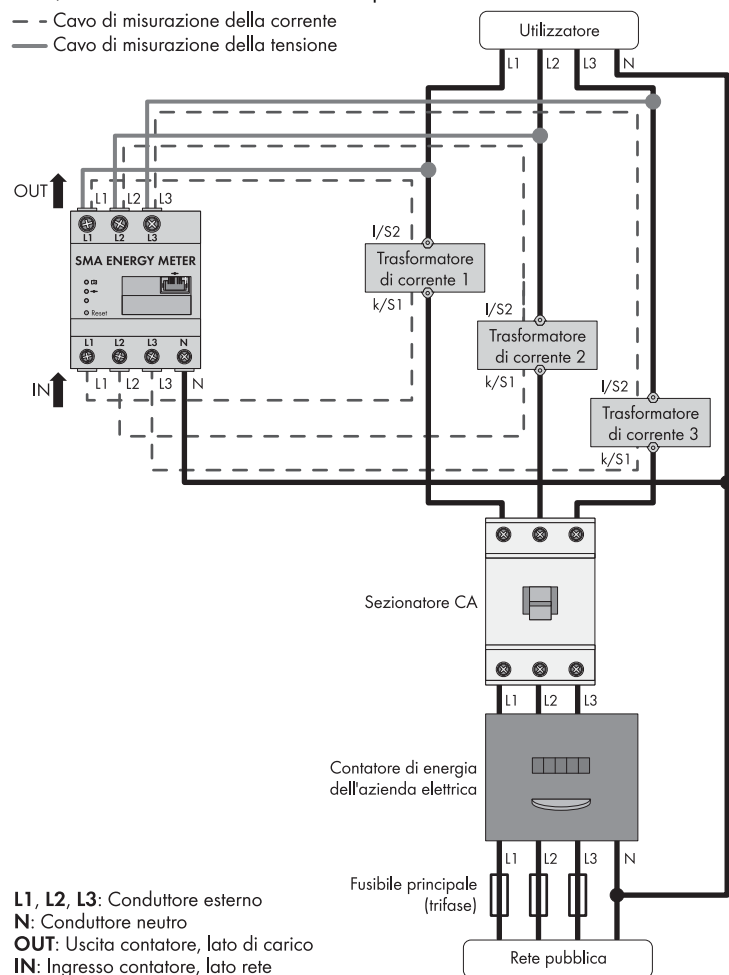 Cavo di misurazione della corrente
Cavo di misurazione della tensione
Utilizzatore
L1 L2 L3 N
OUT
L1 L2 L3
L1 L2 L3
SMA ENERGY METER
Reset
L1 L2 L3 N
IN
L1 L2 L3 N
l/S2
Trasformatore
di corrente 1
k/S1
l/S2
Trasformatore
di corrente 2
k/S1
l/S2
Trasformatore
di corrente 3
k/S1
Sezionatore CA
L1 L2 L3
Contatore di energia
dell'azienda elettrica
L1 L2 L3 N
Fusibile principale
(trifase)
Rete pubblica
L1, L2, L3: Conduttore esterno
N: Conduttore neutro
OUT: Uscita contatore, lato di carico
IN: Ingresso contatore, lato rete